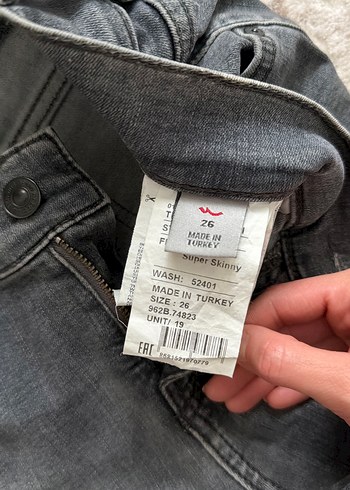 26
MADE IN
TURKEY
Super Skinny
WASH: 52401
MADE IN TURKEY
SIZE : 26
962B.74823
UNIT/ 19
EAC